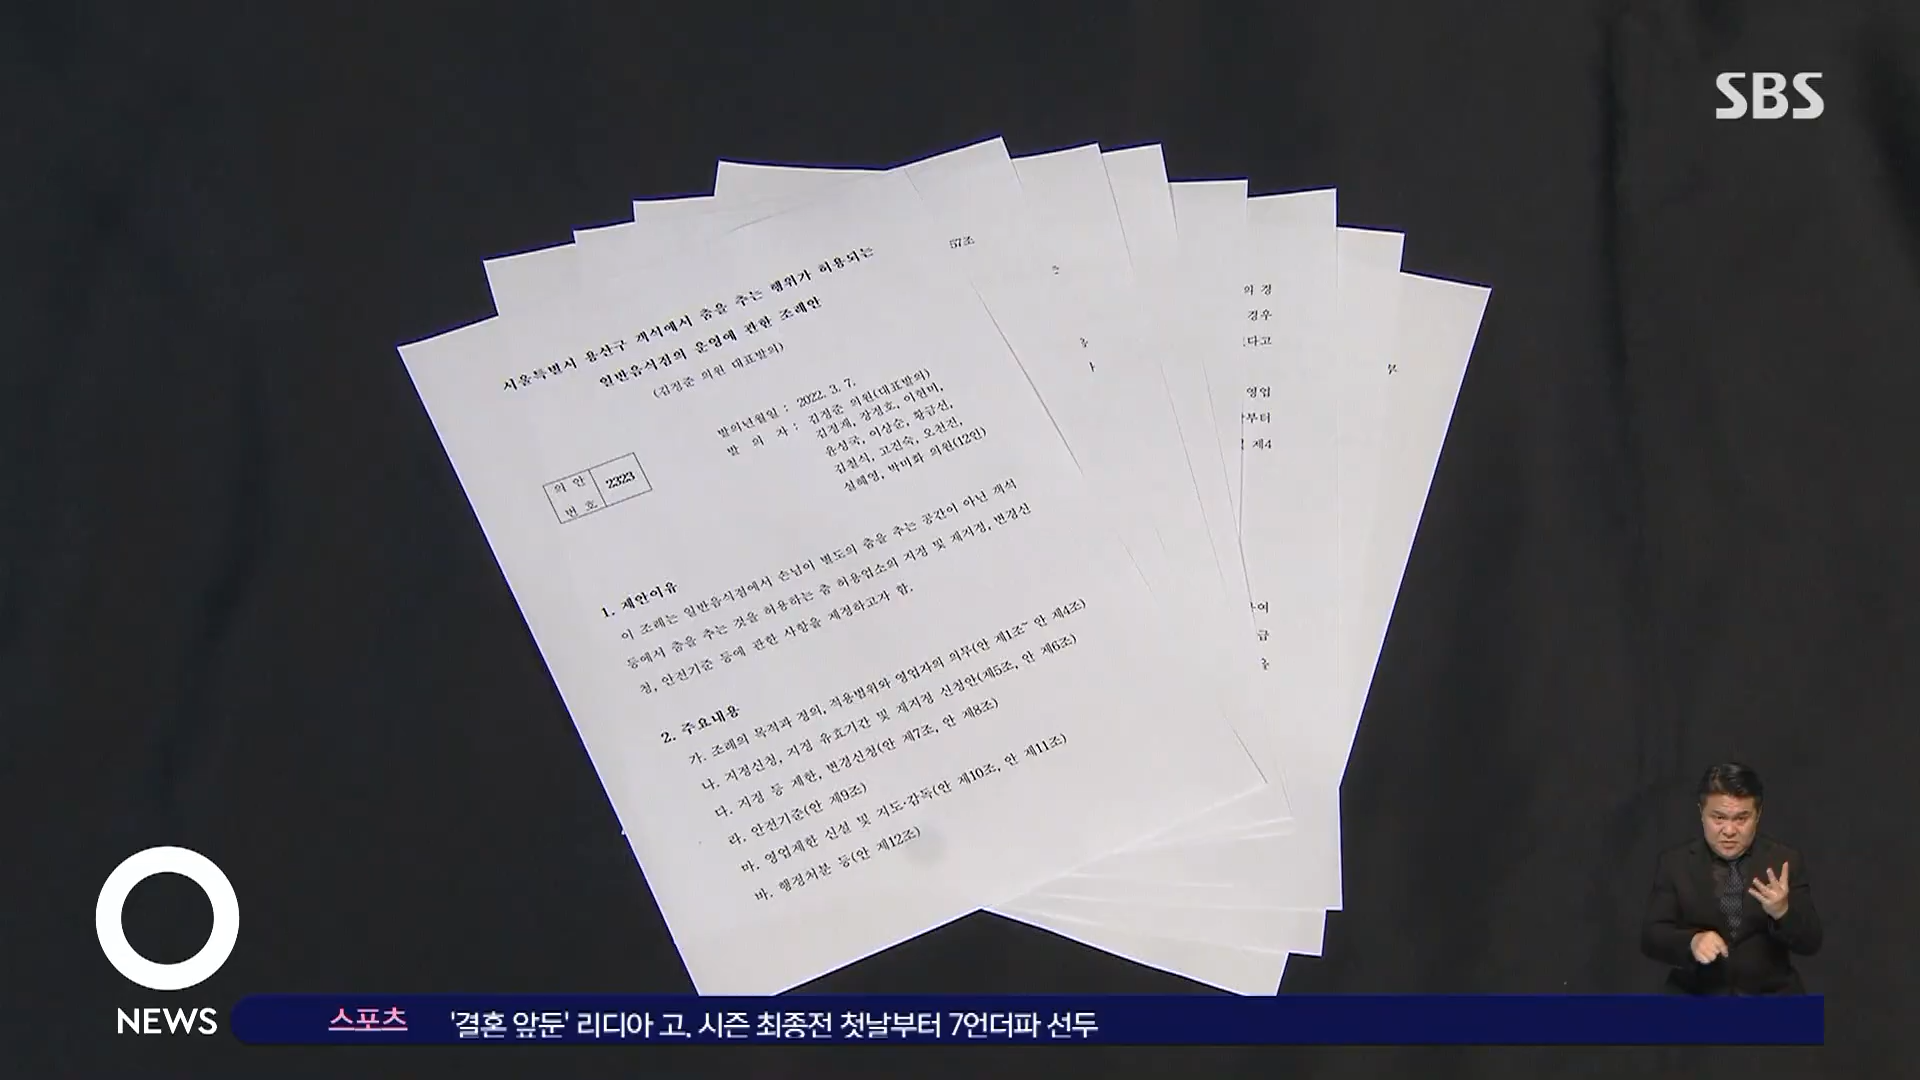 SBS
서울특별시 용산구 객석에서 춤을 추는 행위가 허용되는
일반음식점의 운영에 관한 조례안
(김정준 의원 대표발의)
발의년월일 : 2022. 3. 7.
발 의 자 : 김정준 의원(대표발의)
김정재, 장정호, 이현미,
윤성국, 이상순, 황금선,
김철식, 고진숙, 오천진,
설혜영, 박미화 의원(12인)
의 안
번 호
2323
1. 제안이유
이 조례는 일반음식점에서 손님이 별도의 춤을 추는 공간이 아닌 객석
등에서 춤을 추는 것을 허용하는 춤 허용업소의 지정 및 재지정, 변경신
청, 안전기준 등에 관한 사항을 제정하고자 함.
2. 주요내용
가. 조례의 목적과 정의, 적용범위와 영업자의 의무(안 제1조~ 안 제4조)
나. 지정신청, 지정 유효기간 및 재지정 신청안(제5조, 안 제6조)
다. 지정 등 제한, 변경신청(안 제7조, 안 제8조)
라. 안전기준(안 제9조)
마. 영업제한 신설 및 지도·감독(안 제10조, 안 제11조)
바. 행정처분 등(안 제12조)
57조
의 경
경우
다고
영업
부터
제4
급
NEWS
스포츠 '결혼 앞둔' 리디아 고, 시즌 최종전 첫날부터 7언더파 선두